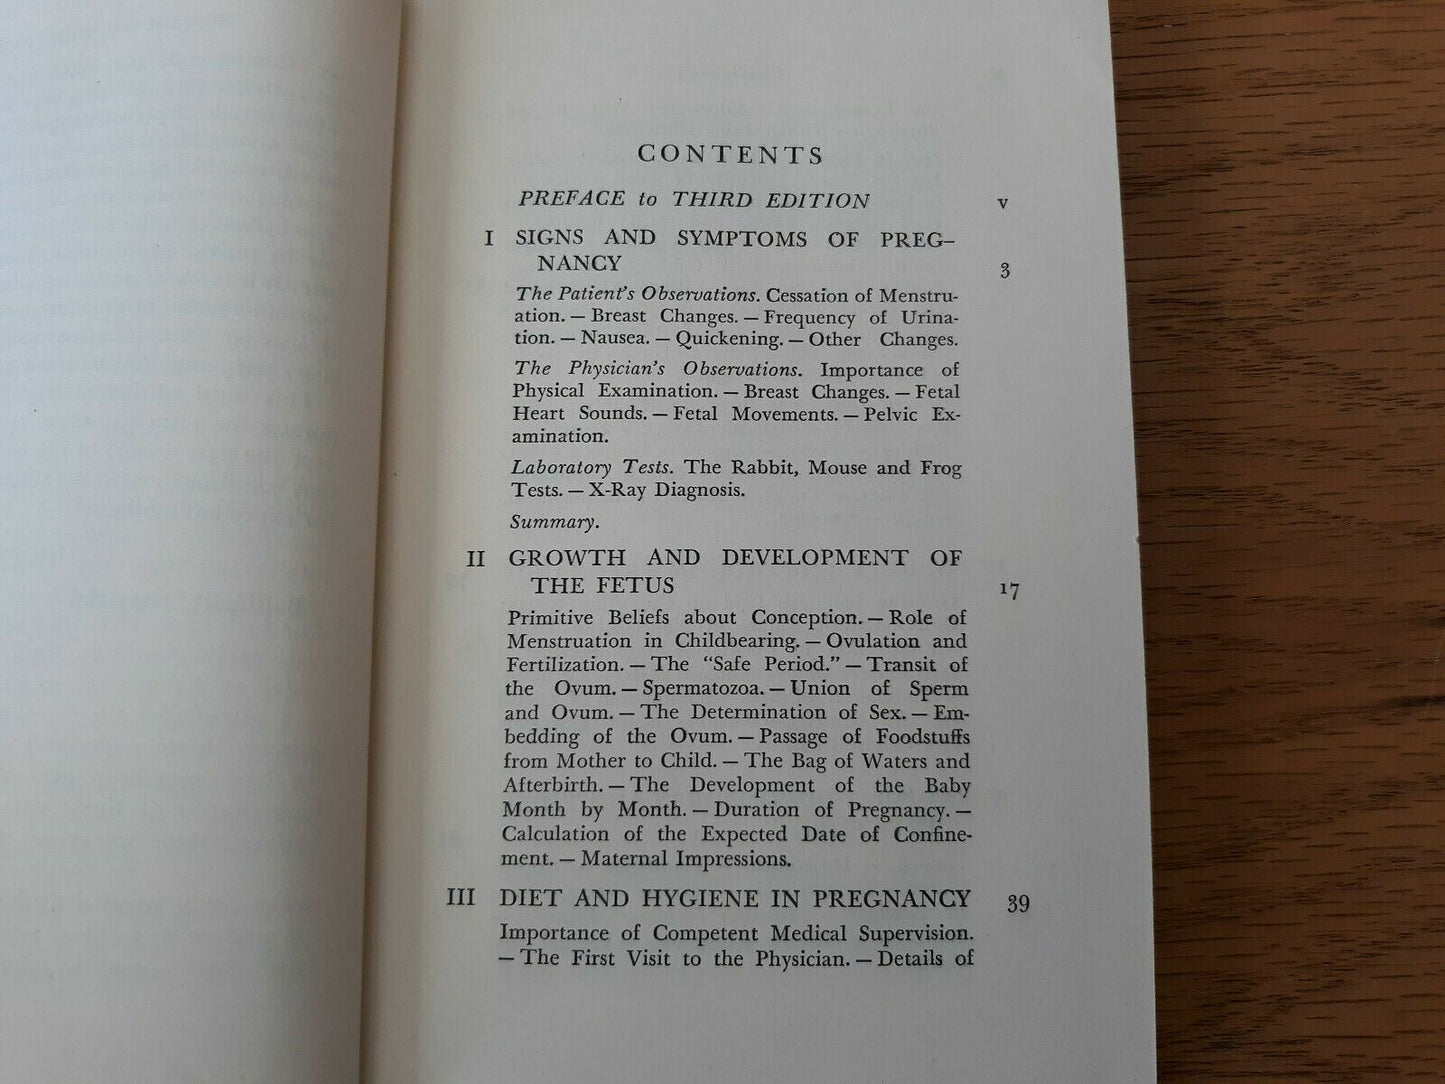 CONTENTS
PREFACE to THIRD EDITION v
I SIGNS AND SYMPTOMS OF PREG-
NANCY 3
The Patient's Observations. Cessation of Menstru-
ation. — Breast Changes. — Frequency of Urina-
tion. — Nausea. — Quickening. — Other Changes.
The Physician's Observations. Importance of
Physical Examination. — Breast Changes. — Fetal
Heart Sounds. — Fetal Movements. — Pelvic Ex-
amination.
Laboratory Tests. The Rabbit, Mouse and Frog
Tests. — X-Ray Diagnosis.
Summary.
II GROWTH AND DEVELOPMENT OF
THE FETUS 17
Primitive Beliefs about Conception. — Role of
Menstruation in Childbearing. — Ovulation and
Fertilization. — The "Safe Period." — Transit of
the Ovum. — Spermatozoa. — Union of Sperm
and Ovum. — The Determination of Sex. — Em-
bedding of the Ovum. — Passage of Foodstuffs
from Mother to Child. — The Bag of Waters and
Afterbirth. — The Development of the Baby
Month by Month. — Duration of Pregnancy. —
Calculation of the Expected Date of Confine-
ment. — Maternal Impressions.
III DIET AND HYGIENE IN PREGNANCY 39
Importance of Competent Medical Supervision.
— The First Visit to the Physician. — Details of